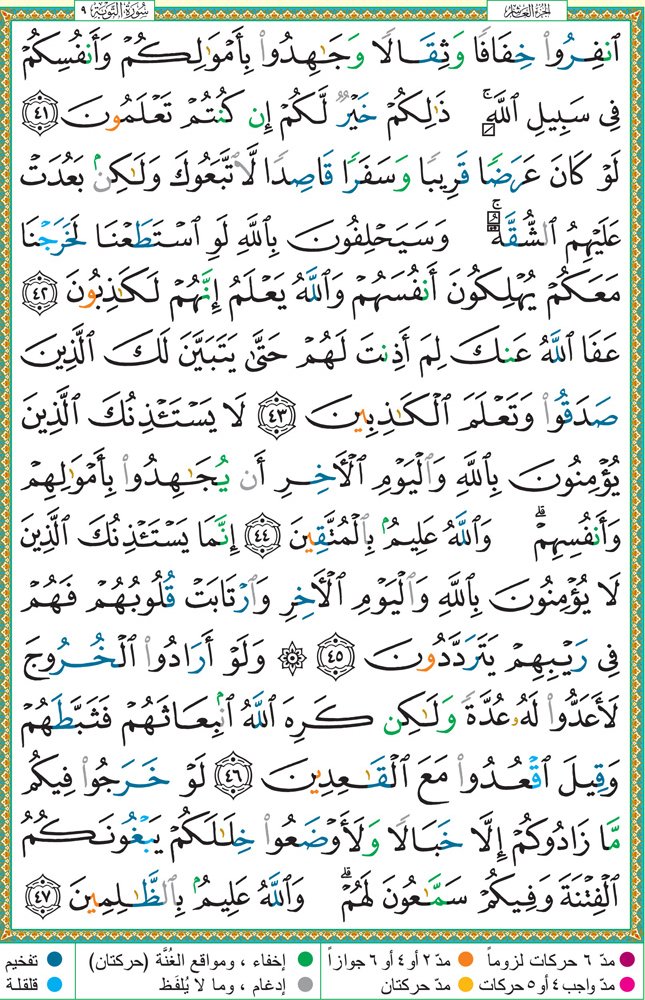 الجزء العاشر سورة التوبة ٩
ٱنفِرُوا۟ خِفَافًا وَثِقَالًا وَجَٰهِدُوا۟ بِأَمْوَٰلِكُمْ وَأَنفُسِكُمْ
فِى سَبِيلِ ٱللَّهِ ۚ ذَٰلِكُمْ خَيْرٌ لَّكُمْ إِن كُنتُمْ تَعْلَمُونَ ٤١
لَوْ كَانَ عَرَضًا قَرِيبًا وَسَفَرًا قَاصِدًا لَّٱتَّبَعُوكَ وَلَٰكِنۢ بَعُدَتْ
عَلَيْهِمُ ٱلشُّقَّةُ ۚ وَسَيَحْلِفُونَ بِٱللَّهِ لَوِ ٱسْتَطَعْنَا لَخَرَجْنَا
مَعَكُمْ يُهْلِكُونَ أَنفُسَهُمْ وَٱللَّهُ يَعْلَمُ إِنَّهُمْ لَكَٰذِبُونَ ٤٢
عَفَا ٱللَّهُ عَنكَ لِمَ أَذِنتَ لَهُمْ حَتَّىٰ يَتَبَيَّنَ لَكَ ٱلَّذِينَ
صَدَقُوا۟ وَتَعْلَمَ ٱلْكَٰذِبِينَ ٤٣ لَا يَسْتَـْٔذِنُكَ ٱلَّذِينَ
يُؤْمِنُونَ بِٱللَّهِ وَٱلْيَوْمِ ٱلْءَاخِرِ أَن يُجَٰهِدُوا۟ بِأَمْوَٰلِهِمْ
وَأَنفُسِهِمْ ۗ وَٱللَّهُ عَلِيمٌۢ بِٱلْمُتَّقِينَ ٤٤ إِنَّمَا يَسْتَـْٔذِنُكَ ٱلَّذِينَ
لَا يُؤْمِنُونَ بِٱللَّهِ وَٱلْيَوْمِ ٱلْءَاخِرِ وَٱرْتَابَتْ قُلُوبُهُمْ فَهُمْ
فِى رَيْبِهِمْ يَتَرَدَّدُونَ ٤٥ ۞ وَلَوْ أَرَادُوا۟ ٱلْخُرُوجَ
لَأَعَدُّوا۟ لَهُۥ عُدَّةً وَلَٰكِن كَرِهَ ٱللَّهُ ٱنۢبِعَاثَهُمْ فَثَبَّطَهُمْ
وَقِيلَ ٱقْعُدُوا۟ مَعَ ٱلْقَٰعِدِينَ ٤٦ لَوْ خَرَجُوا۟ فِيكُم
مَّا زَادُوكُمْ إِلَّا خَبَالًا وَلَأَوْضَعُوا۟ خِلَٰلَكُمْ يَبْغُونَكُمُ
ٱلْفِتْنَةَ وَفِيكُمْ سَمَّٰعُونَ لَهُمْ ۗ وَٱللَّهُ عَلِيمٌۢ بِٱلظَّٰلِمِينَ ٤٧
مدّ ٦ حركات لزوماً مدّ ٢ أو ٤ أو ٦ جوازاً إخفاء ، ومواقع الغُنَّة (حركتان) تفخيم
مدّ واجب ٤ أو ٥ حركات مدّ حركتان إدغام ، وما لا يُلفَظ قلقلة